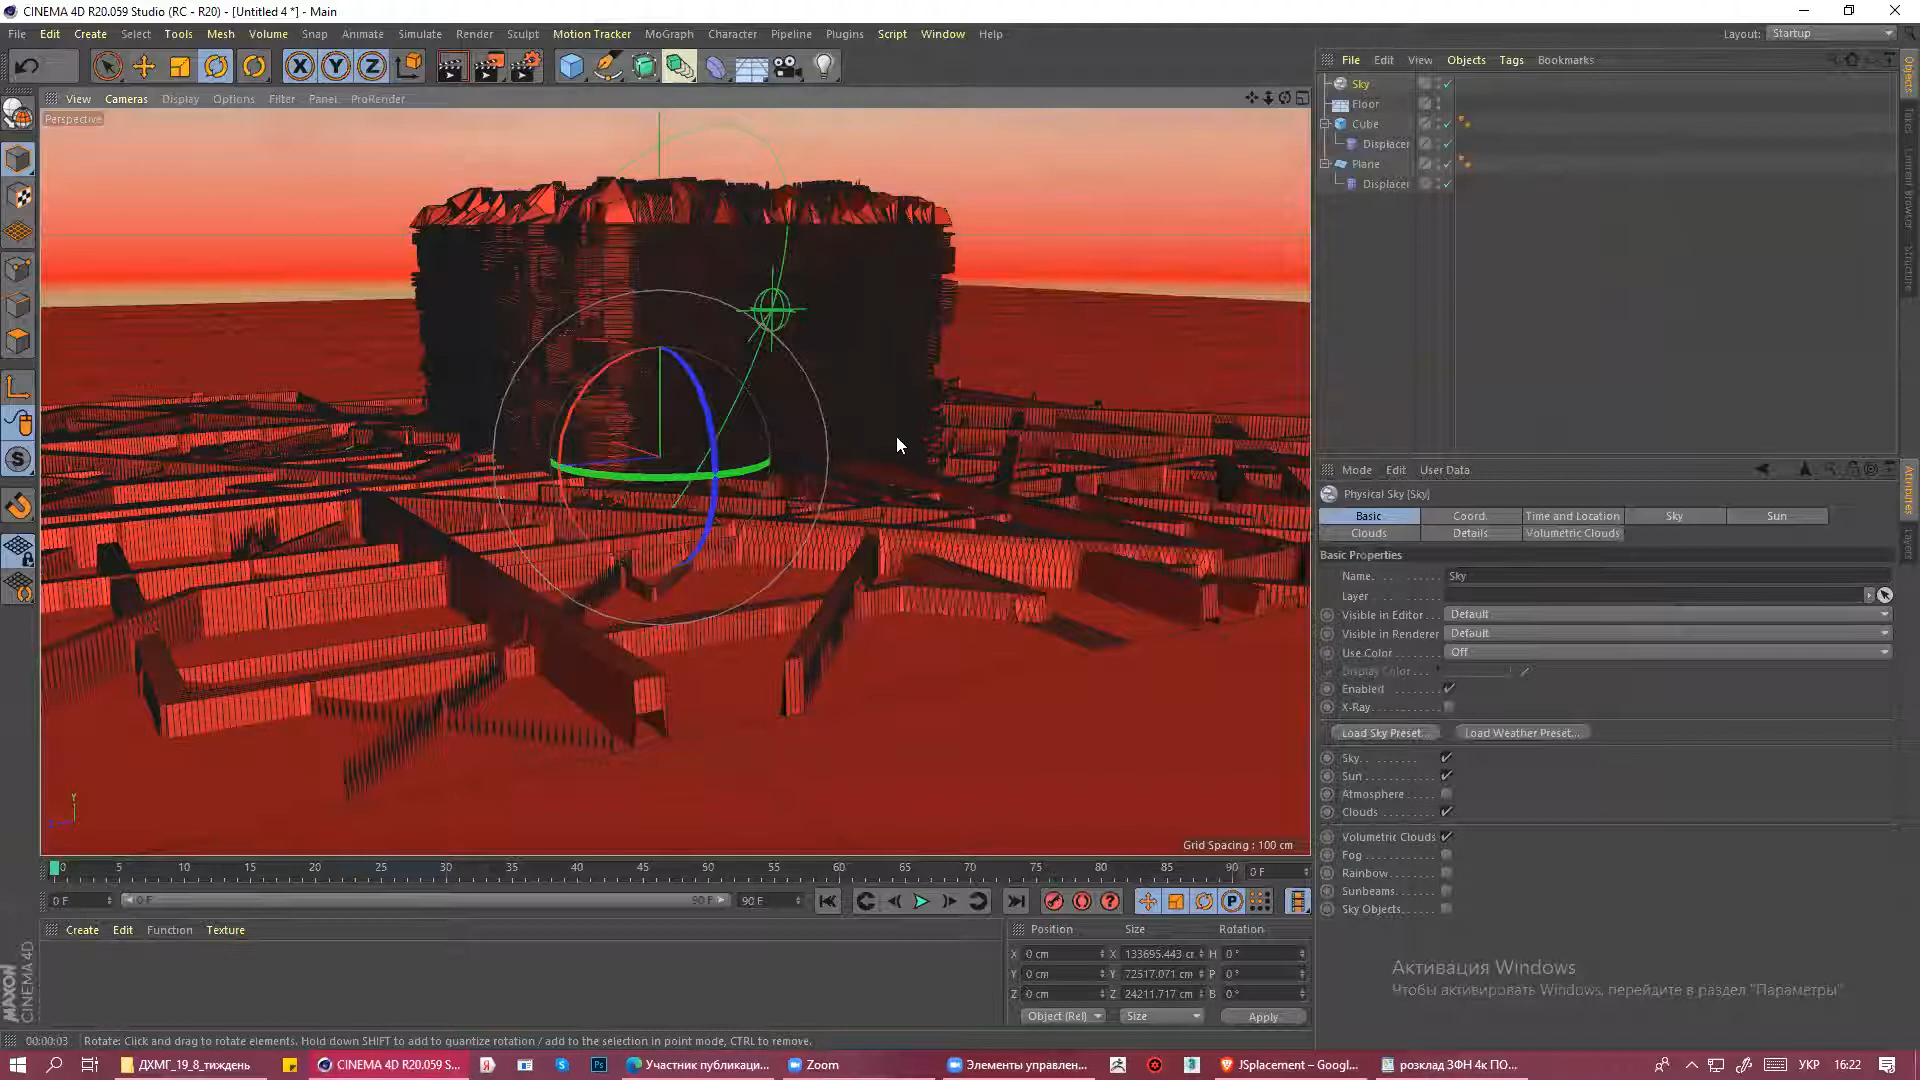 CINEMA 4D R20.059 Studio (RC - R20) - [Untitled 4 *] - Main
File Edit Create Select Tools Mesh Volume Snap Animate Simulate Render Sculpt Motion Tracker MoGraph Character Pipeline Plugins Script Window Help
Layout: Startup
File Edit View Objects Tags Bookmarks
View Cameras Display Options Filter Panel ProRender
Perspective
Sky
Floor
Cube
Displacer
Plane
Displacer
Objects
Takes
Content Browser
Structure
Mode Edit User Data
Physical Sky [Sky]
Basic Coord. Time and Location Sky Sun
Clouds Details Volumetric Clouds
Basic Properties
Name. Sky
Layer
Visible in Editor Default
Visible in Renderer Default
Use Color Off
Display Color
Enabled
X-Ray
Load Sky Preset... Load Weather Preset...
Sky
Sun
Atmosphere
Clouds
Volumetric Clouds
Fog
Rainbow
Sunbeams
Sky Objects
Attributes
Layers
Y
Z
Grid Spacing : 100 cm
0 5 10 15 20 25 30 35 40 45 50 55 60 65 70 75 80 85 90 0 F
0 F 0 F 90 F 90 F
Create Edit Function Texture
Position Size Rotation
X 0 cm X 133695.443 cm H 0 °
Y 0 cm Y 72517.071 cm P 0 °
Z 0 cm Z 24211.717 cm B 0 °
Object (Rel) Size Apply
MAXON CINEMA 4D
Активация Windows
Чтобы активировать Windows, перейдите в раздел "Параметры"
00:00:03 Rotate: Click and drag to rotate elements. Hold down SHIFT to add to quantize rotation / add to the selection in point mode, CTRL to remove.
ДХМГ_19_8_тиждень CINEMA 4D R20.059 S... Участник публикаци... Zoom Элементы управлен... JSplacement – Googl... розклад ЗФН 4к ПО... УКР 16:22